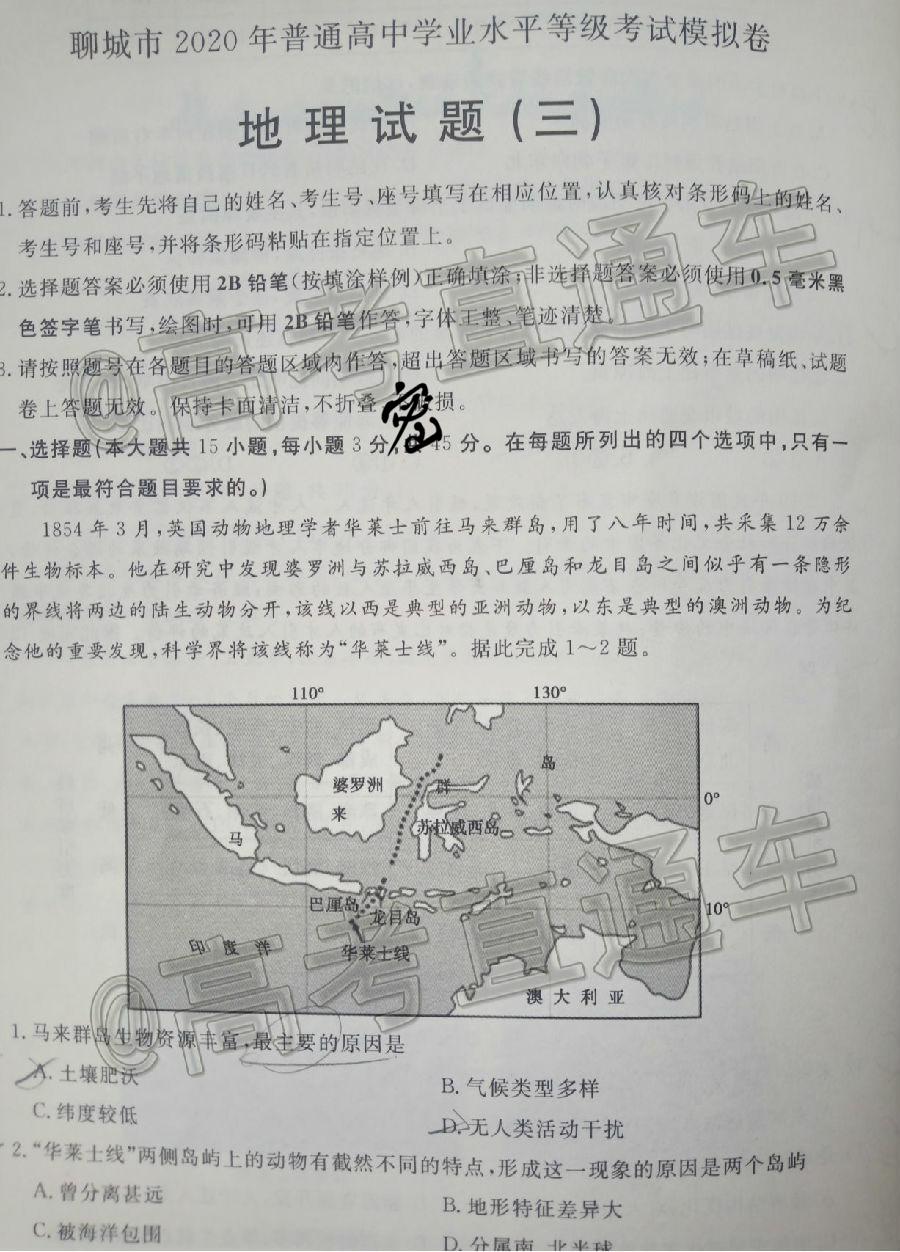 聊城市 2020 年普通高中学业水平等级考试模拟卷
地理试题(三)
1.答题前,考生先将自己的姓名、考生号、座号填写在相应位置,认真核对条形码上的姓名、
考生号和座号,并将条形码粘贴在指定位置上。
2.选择题答案必须使用2B铅笔(按填涂样例)正确填涂;非选择题答案必须使用0.5毫米黑
色签字笔书写,绘图时,可用2B铅笔作答,字体工整、笔迹清楚。
3.请按照题号在各题目的答题区域内作答,超出答题区域书写的答案无效;在草稿纸、试题
卷上答题无效。保持卡面清洁,不折叠、不破损。
一、选择题(本大题共15小题,每小题3分,共45分。在每题所列出的四个选项中,只有一
项是最符合题目要求的。)
1854年3月,英国动物地理学者华莱士前往马来群岛,用了八年时间,共采集12万余
件生物标本。他在研究中发现婆罗洲与苏拉威西岛、巴厘岛和龙目岛之间似乎有一条隐形
的界线将两边的陆生动物分开,该线以西是典型的亚洲动物,以东是典型的澳洲动物。为纪
念他的重要发现,科学界将该线称为“华莱士线”。据此完成1～2题。
110° 130°
岛
婆罗洲 群
0°
来
苏拉威西岛
马
巴厘岛
10°
龙目岛
印度洋 华莱士线
澳大利亚
1.马来群岛生物资源丰富,最主要的原因是
A.土壤肥沃
B.气候类型多样
C.纬度较低
D.无人类活动干扰
2.“华莱士线”两侧岛屿上的动物有截然不同的特点,形成这一现象的原因是两个岛屿
A.曾分离甚远
B.地形特征差异大
C.被海洋包围
D.分属南、北半球
@高考直通车
@高考直通车